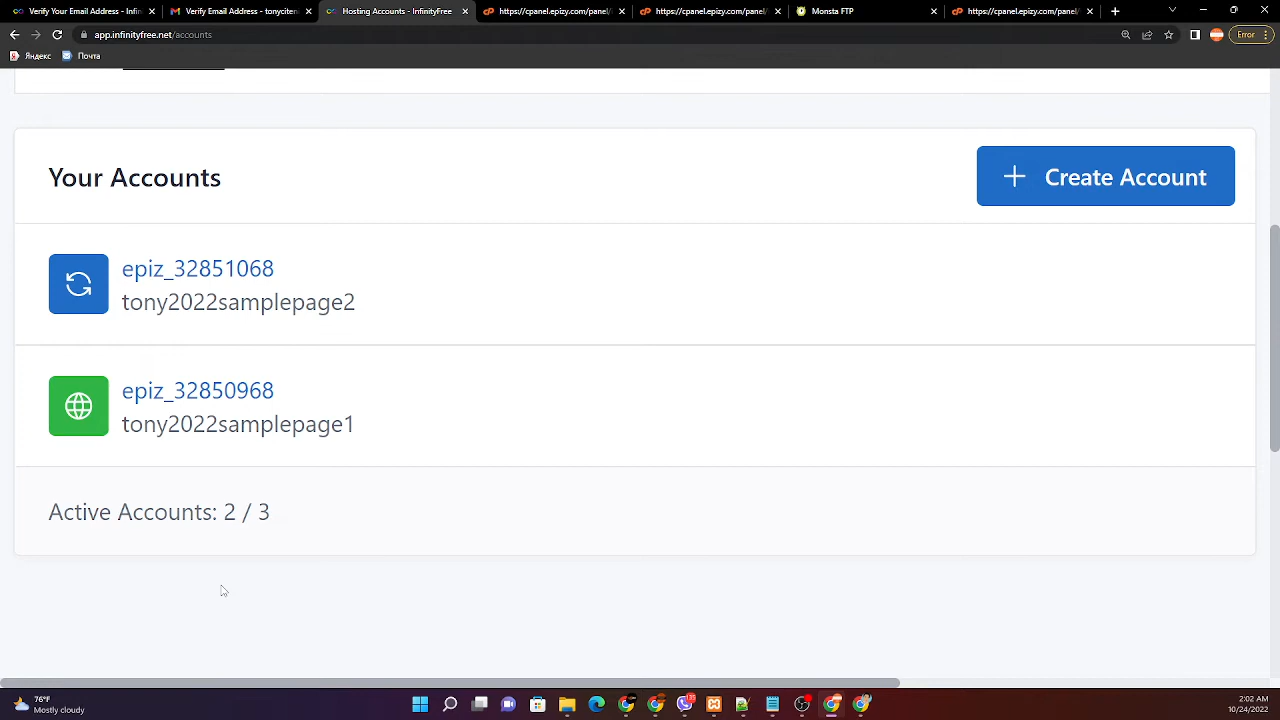 Verify Your Email Address - Infin
Verify Email Address - tonyciten
Hosting Accounts - InfinityFree
https://cpanel.epizy.com/panel/i
https://cpanel.epizy.com/panel/
Monsta FTP
https://cpanel.epizy.com/panel/
app.infinityfree.net/accounts
Error
Яндекс
Почта
Your Accounts
Create Account
epiz_32851068
tony2022samplepage2
epiz_32850968
tony2022samplepage1
Active Accounts: 2 / 3
76°F
Mostly cloudy
2:02 AM
10/24/2022